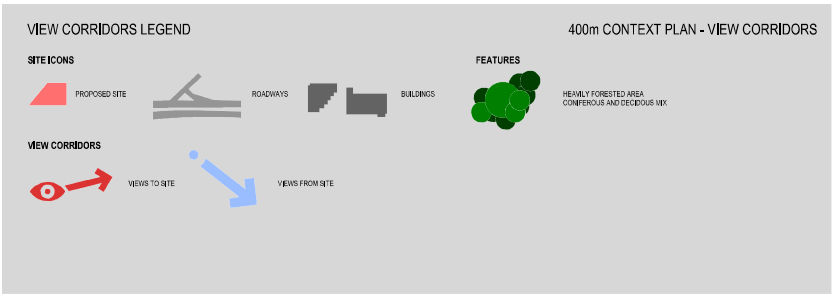 VIEW CORRIDORS LEGEND
400m CONTEXT PLAN - VIEW CORRIDORS
SITE ICONS
PROPOSED SITE
ROADWAYS
BUILDINGS
FEATURES
HEAVILY FORESTED AREA
CONIFEROUS AND DECIDOUS MIX
VIEW CORRIDORS
VIEWS TO SITE
VIEWS FROM SITE